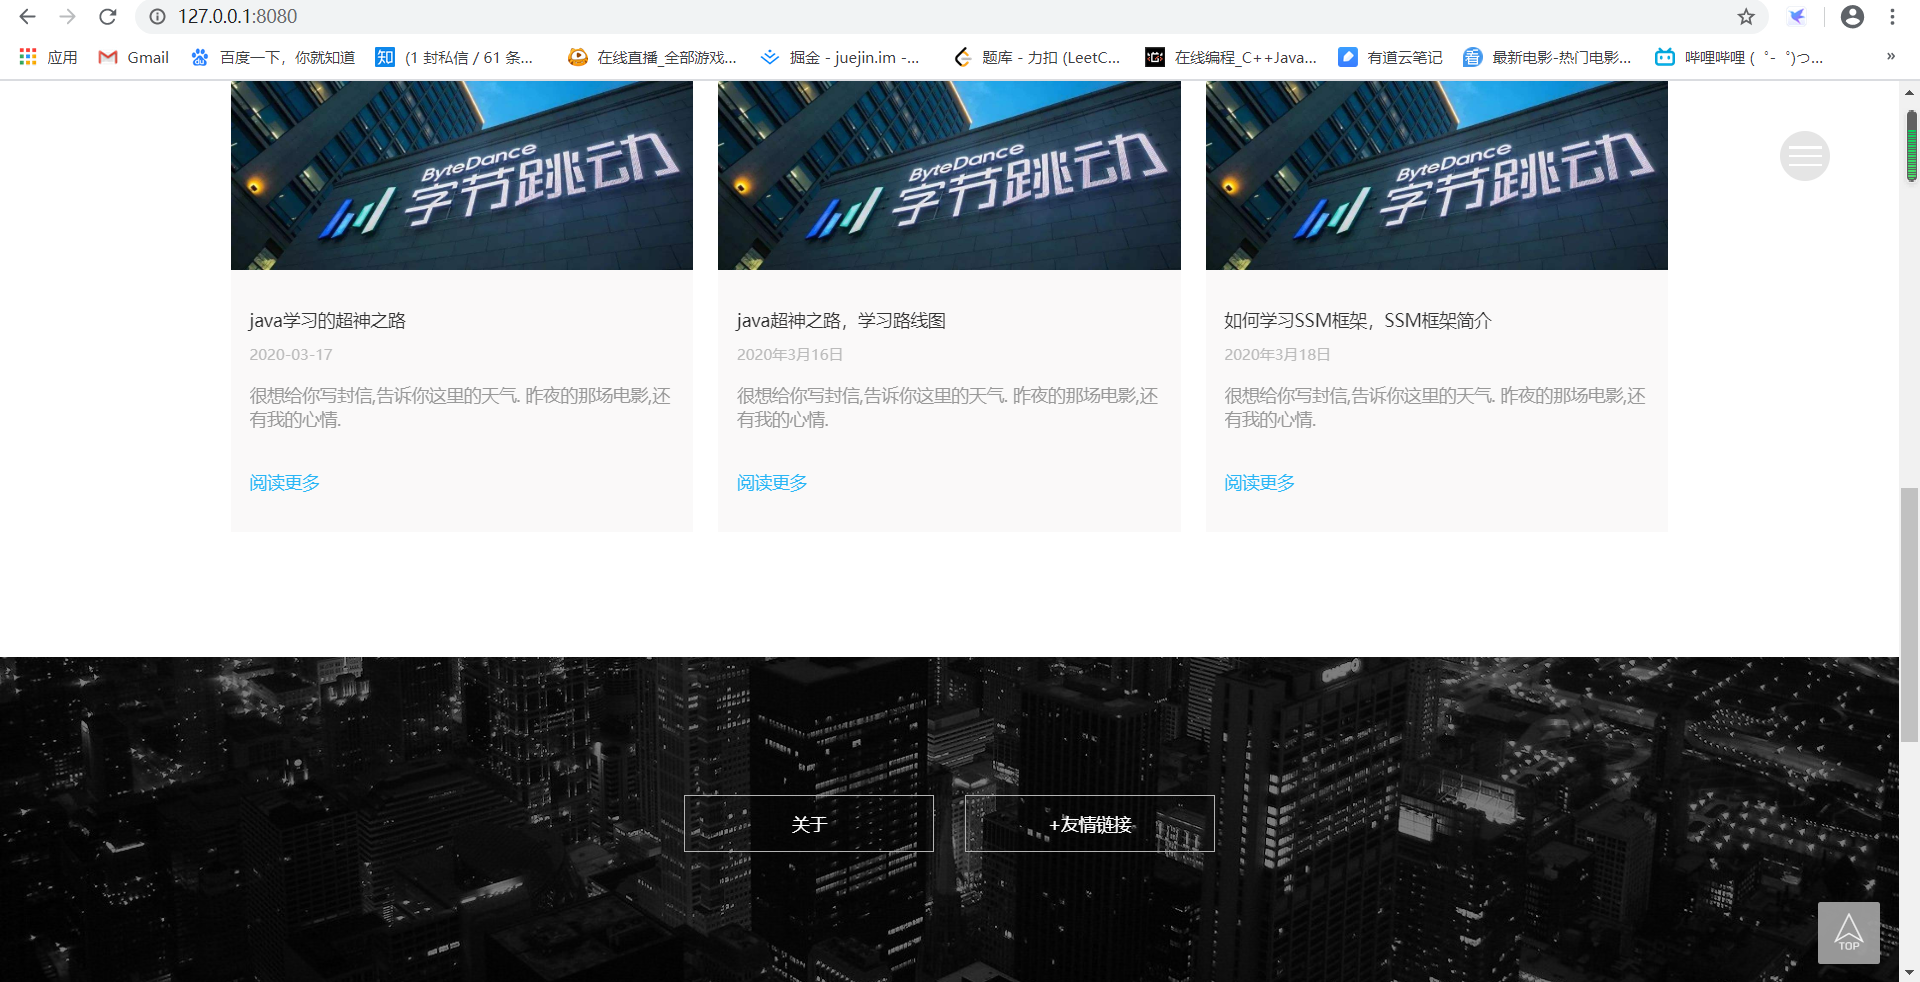 127.0.0.1:8080
应用
Gmail
百度一下，你就知道
知
(1 封私信 / 61 条...
在线直播_全部游戏...
掘金 - juejin.im -...
题库 - 力扣 (LeetC...
在线编程_C++Java...
有道云笔记
看
最新电影-热门电影...
哔哩哔哩 ( ゜- ゜)つ...
»
ByteDance
字节跳动
ByteDance
字节跳动
ByteDance
字节跳动
java学习的超神之路
2020-03-17
很想给你写封信,告诉你这里的天气. 昨夜的那场电影,还
有我的心情.
阅读更多
java超神之路，学习路线图
2020年3月16日
很想给你写封信,告诉你这里的天气. 昨夜的那场电影,还
有我的心情.
阅读更多
如何学习SSM框架，SSM框架简介
2020年3月18日
很想给你写封信,告诉你这里的天气. 昨夜的那场电影,还
有我的心情.
阅读更多
关于
+友情链接
TOP